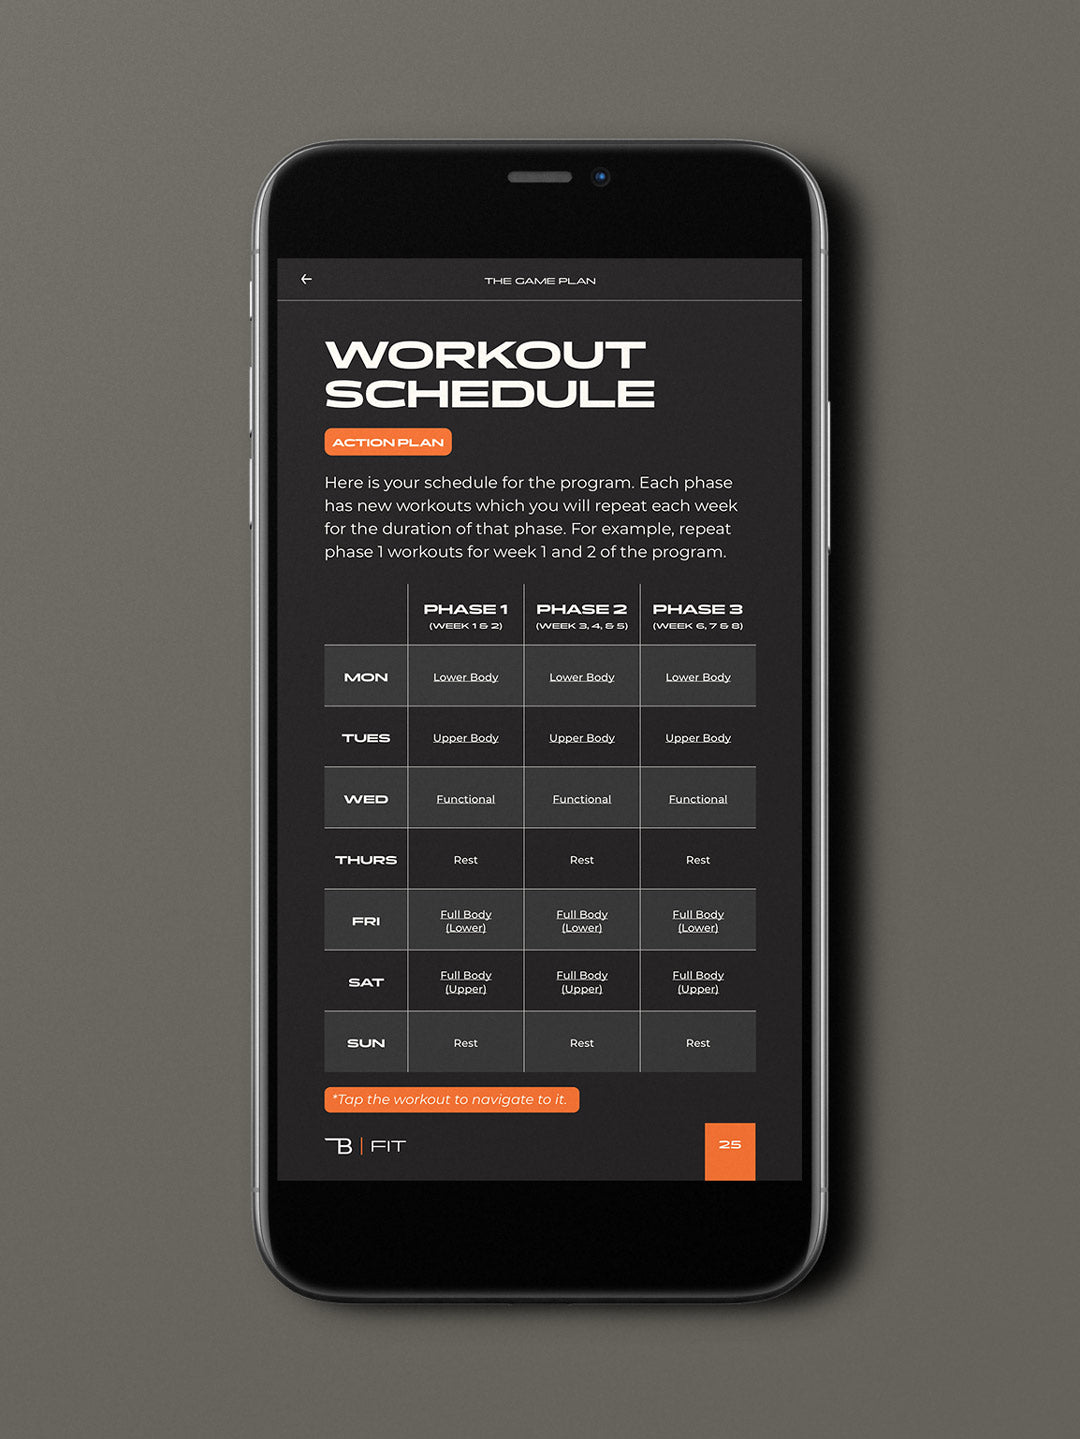 THE GAME PLAN
WORKOUT
SCHEDULE
ACTION PLAN
Here is your schedule for the program. Each phase
has new workouts which you will repeat each week
for the duration of that phase. For example, repeat
phase 1 workouts for week 1 and 2 of the program.
PHASE 1 PHASE 2 PHASE 3
(WEEK 1 & 2) (WEEK 3, 4, & 5) (WEEK 6, 7 & 8)
MON Lower Body Lower Body Lower Body
TUES Upper Body Upper Body Upper Body
WED Functional Functional Functional
THURS Rest Rest Rest
FRI Full Body (Lower) Full Body (Lower) Full Body (Lower)
SAT Full Body (Upper) Full Body (Upper) Full Body (Upper)
SUN Rest Rest Rest
*Tap the workout to navigate to it.
B | FIT
25